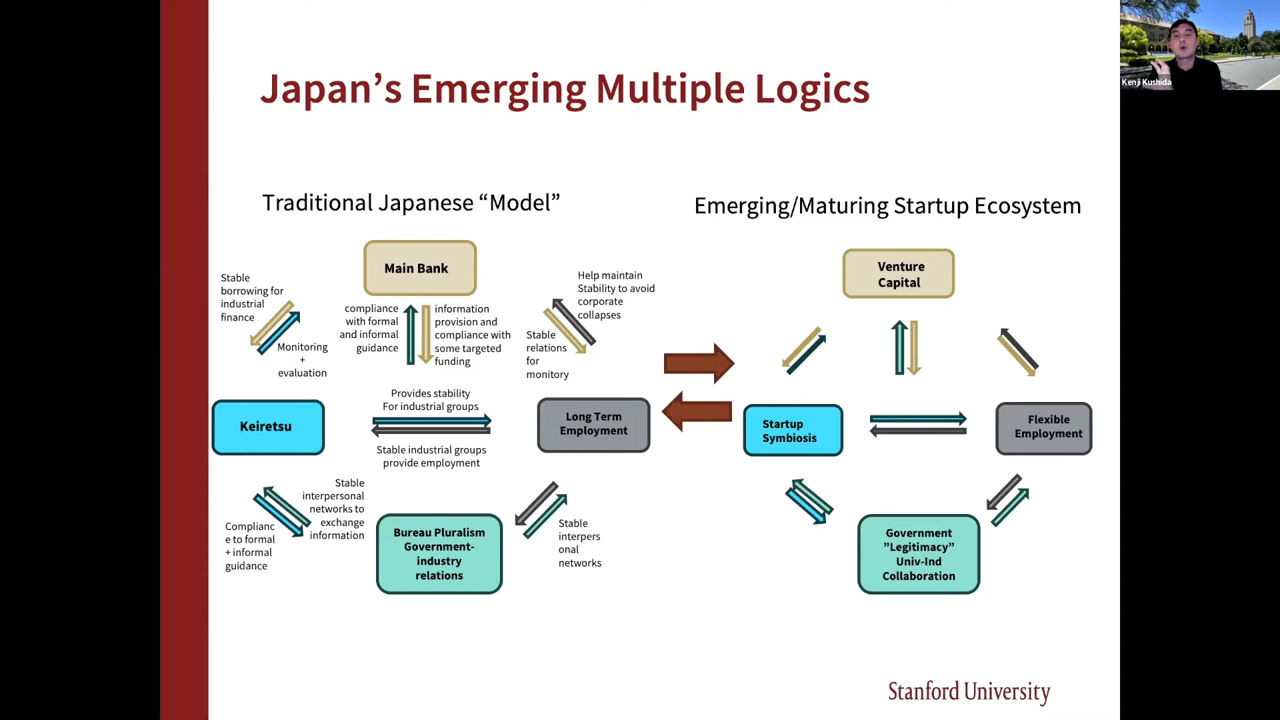 Japan's Emerging Multiple Logics
Kenji Kushida
Traditional Japanese “Model”
Main Bank
Stable
borrowing for
industrial
finance
Monitoring
+
evaluation
compliance
with formal
and informal
guidance
information
provision and
compliance with
some targeted
funding
Help maintain
Stability to avoid
corporate
collapses
Stable
relations
for
monitory
Provides stability
For industrial groups
Keiretsu
Long Term
Employment
Stable industrial groups
provide employment
Stable
interpersonal
networks to
exchange
information
Complianc
e to formal
+ informal
guidance
Bureau Pluralism
Government-
industry
relations
Stable
interpers
onal
networks
Emerging/Maturing Startup Ecosystem
Venture
Capital
Startup
Symbiosis
Flexible
Employment
Government
”Legitimacy”
Univ-Ind
Collaboration
Stanford University